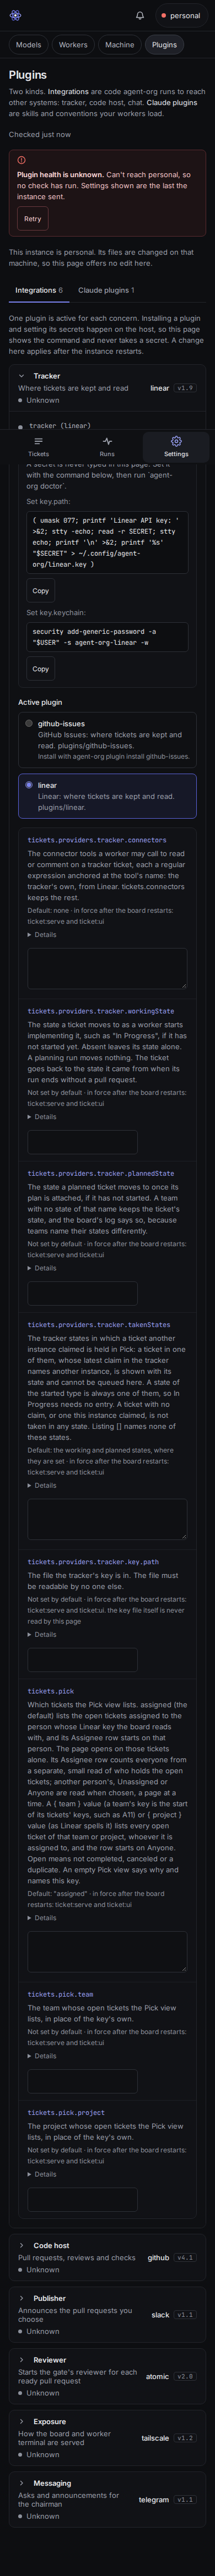 personal
Models
Workers
Machine
Plugins
Plugins
Two kinds. Integrations are code agent-org runs to reach
other systems: tracker, code host, chat. Claude plugins
are skills and conventions your workers load.
Checked just now
Plugin health is unknown. Can't reach personal, so
no check has run. Settings shown are the last the
instance sent.
Retry
This instance is personal. Its files are changed on that
machine, so this page offers no edit here.
Integrations 6
Claude plugins 1
One plugin is active for each concern. Installing a plugin
and setting its secrets happen on the host, so this page
shows the command and never takes a secret. A change
here applies after the instance restarts.
Tracker
Where tickets are kept and read
linear v1.9
Unknown
tracker (linear)
Tickets
Runs
Settings
A secret is never typed in this page. Set it
with the command below, then run `agent-
org doctor`.
Set key.path:
( umask 077; printf 'Linear API key: '
>&2; stty -echo; read -r SECRET; stty
echo; printf '\n' >&2; printf '%s'
"$SECRET" > ~/.config/agent-
org/linear.key )
Copy
Set key.keychain:
security add-generic-password -a
"$USER" -s agent-org-linear -w
Copy
Active plugin
github-issues
GitHub Issues: where tickets are kept and
read. plugins/github-issues.
Install with agent-org plugin install github-issues.
linear
Linear: where tickets are kept and read.
plugins/linear.
tickets.providers.tracker.connectors
The connector tools a worker may call to read
or comment on a tracker ticket, each a regular
expression anchored at the tool's name: the
tracker's own, from Linear. tickets.connectors
keeps the rest.
Default: none · in force after the board restarts:
ticket:serve and ticket:ui
Details
tickets.providers.tracker.workingState
The state a ticket moves to as a worker starts
implementing it, such as "In Progress", if it has
not started yet. Absent leaves its state alone.
A planning run moves nothing. The ticket
goes back to the state it came from when its
run ends without a pull request.
Not set by default · in force after the board restarts:
ticket:serve and ticket:ui
Details
tickets.providers.tracker.plannedState
The state a planned ticket moves to once its
plan is attached, if it has not started. A team
with no state of that name keeps the ticket's
state, and the board's log says so, because
teams name their states differently.
Not set by default · in force after the board restarts:
ticket:serve and ticket:ui
Details
tickets.providers.tracker.takenStates
The tracker states in which a ticket another
instance claimed is held in Pick: a ticket in one
of them, whose latest claim in the tracker
names another instance, is shown with its
state and cannot be queued here. A state of
the started type is always one of them, so In
Progress needs no entry. A ticket with no
claim, or one this instance claimed, is not
taken in any state. Listing [] names none of
these states.
Default: the working and planned states, where
they are set · in force after the board restarts:
ticket:serve and ticket:ui
Details
tickets.providers.tracker.key.path
The file the tracker's key is in. The file must
be readable by no one else.
Not set by default · in force after the board restarts:
ticket:serve and ticket:ui. the key file itself is never
read by this page
Details
tickets.pick
Which tickets the Pick view lists. assigned (the
default) lists the open tickets assigned to the
person whose Linear key the board reads
with, and its Assignee row starts on that
person. The page opens on those tickets
alone. Its Assignee row counts everyone from
a separate, small read of who holds the open
tickets; another person's, Unassigned or
Anyone are read when chosen, a page at a
time. A { team } value (a team's key is the start
of its tickets' keys, such as A11) or { project }
value (as Linear spells it) lists every open
ticket of that team or project, whoever it is
assigned to, and the row starts on Anyone.
Open means not completed, canceled or a
duplicate. An empty Pick view says why and
names this key.
Default: "assigned" · in force after the board
restarts: ticket:serve and ticket:ui
Details
tickets.pick.team
The team whose open tickets the Pick view
lists, in place of the key's own.
Not set by default · in force after the board restarts:
ticket:serve and ticket:ui
Details
tickets.pick.project
The project whose open tickets the Pick view
lists, in place of the key's own.
Not set by default · in force after the board restarts:
ticket:serve and ticket:ui
Details
Code host
Pull requests, reviews and checks
github v4.1
Unknown
Publisher
Announces the pull requests you
choose
slack v1.1
Unknown
Reviewer
Starts the gate's reviewer for each
ready pull request
atomic v2.0
Unknown
Exposure
How the board and worker
terminal are served
tailscale v1.2
Unknown
Messaging
Asks and announcements for
the chairman
telegram v1.1
Unknown